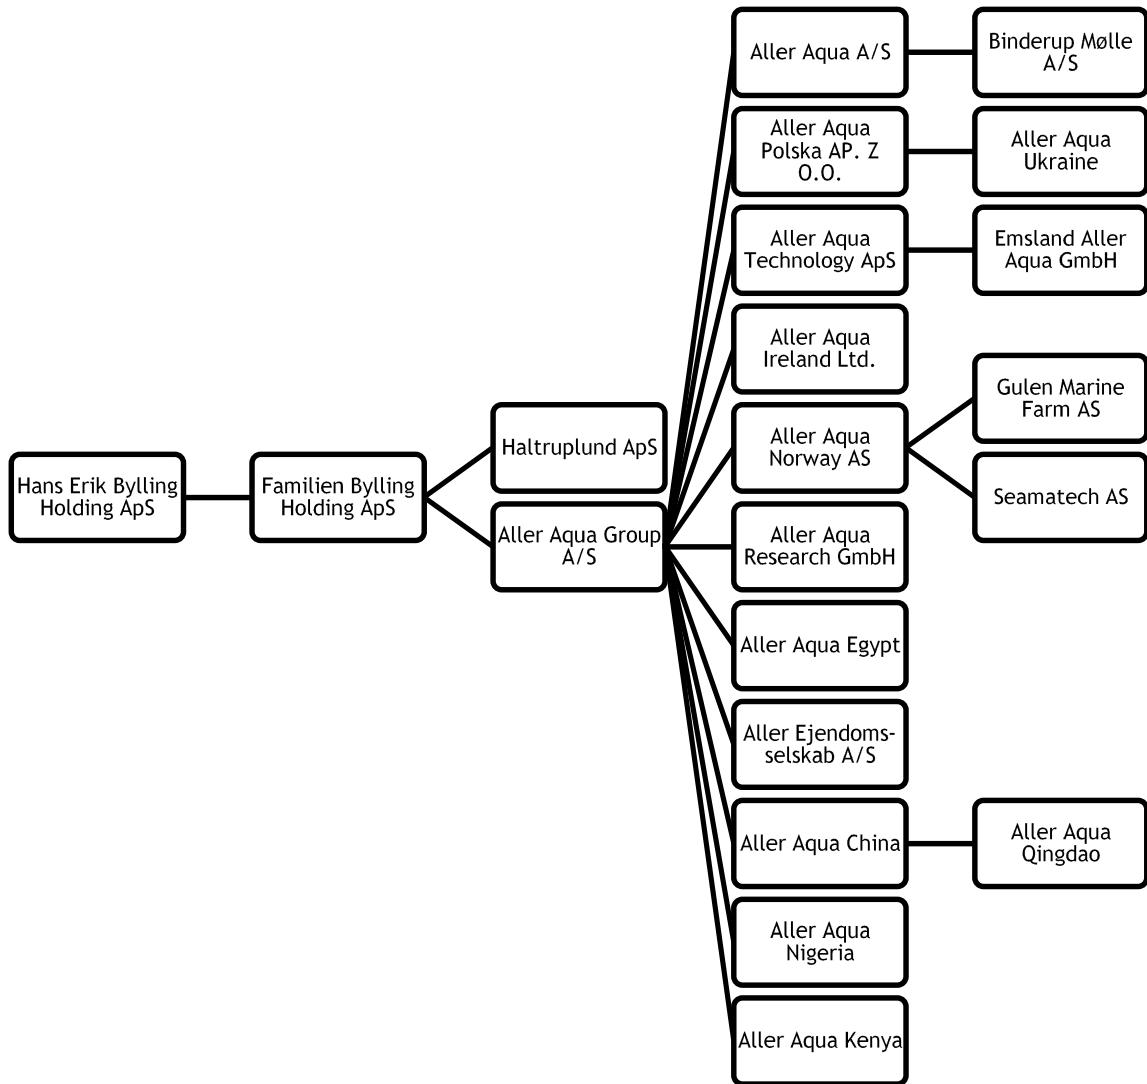 Hans Erik Bylling
Holding ApS
Familien Bylling
Holding ApS
Haltruplund ApS
Aller Aqua Group
A/S
Aller Aqua A/S
Binderup Mølle
A/S
Aller Aqua
Polska AP. Z
O.O.
Aller Aqua
Ukraine
Aller Aqua
Technology ApS
Emsland Aller
Aqua GmbH
Aller Aqua
Ireland Ltd.
Aller Aqua
Norway AS
Gulen Marine
Farm AS
Seamatech AS
Aller Aqua
Research GmbH
Aller Aqua Egypt
Aller Ejendoms-
selskab A/S
Aller Aqua China
Aller Aqua
Qingdao
Aller Aqua
Nigeria
Aller Aqua Kenya